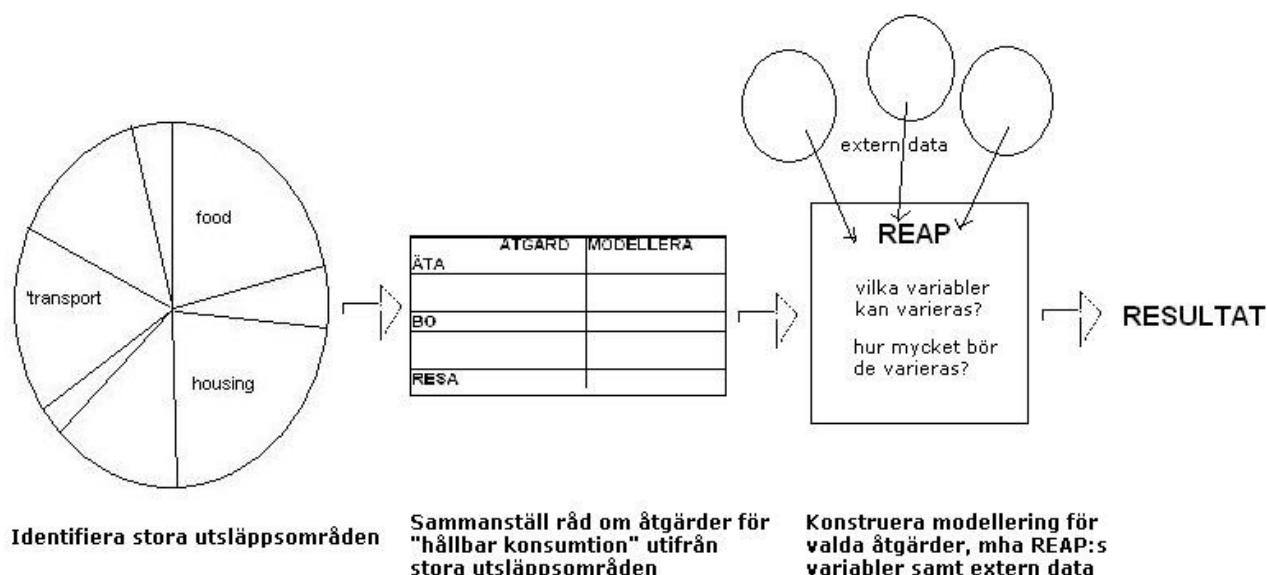 food
'transport
housing
ATGARD MODELLERA
ÄTA
BO
RESA
extern data
REAP
vilka variabler
kan varieras?
hur mycket bör
de varieras?
RESULTAT
Identifiera stora utsläppsområden
Sammanställ råd om åtgärder för
"hållbar konsumtion" utifrån
stora utsläppsområden
Konstruera modellering för
valda åtgärder, mha REAP:s
variabler samt extern data